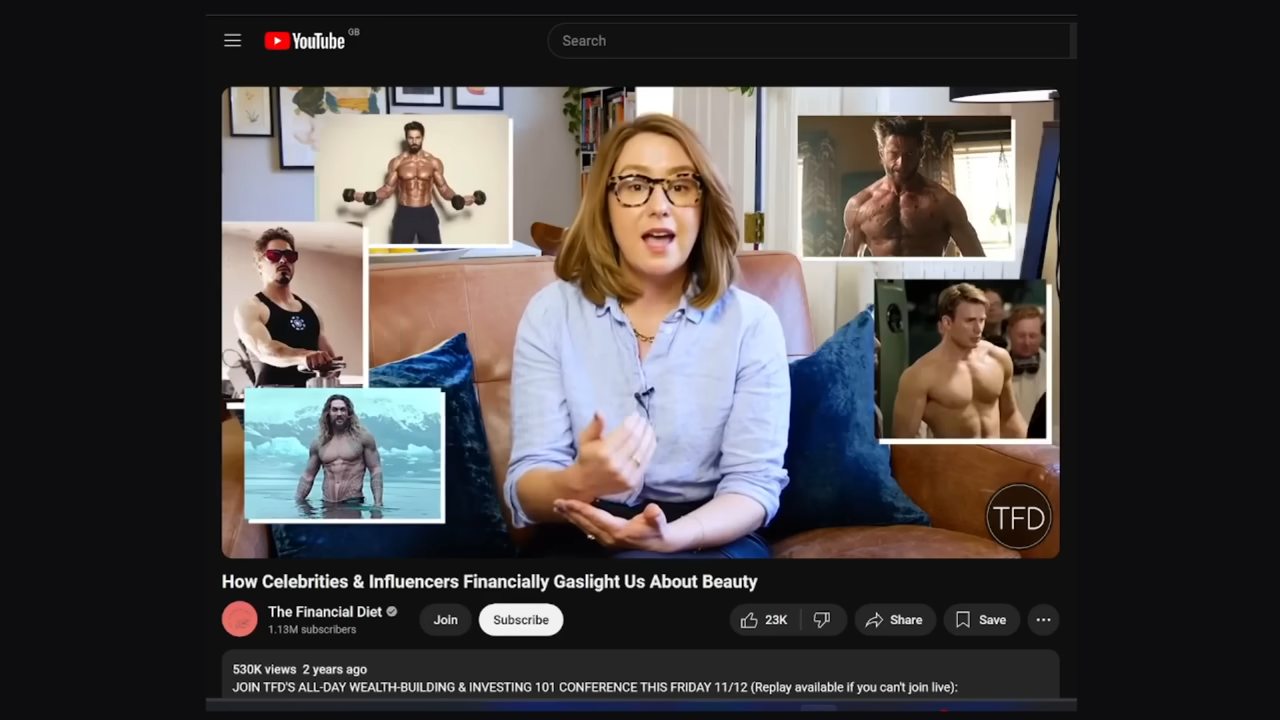 YouTube GB
Search
TFD
How Celebrities & Influencers Financially Gaslight Us About Beauty
The Financial Diet
1.13M subscribers
Join
Subscribe
23K
Share
Save
530K views 2 years ago
JOIN TFD'S ALL-DAY WEALTH-BUILDING & INVESTING 101 CONFERENCE THIS FRIDAY 11/12 (Replay available if you can't join live):